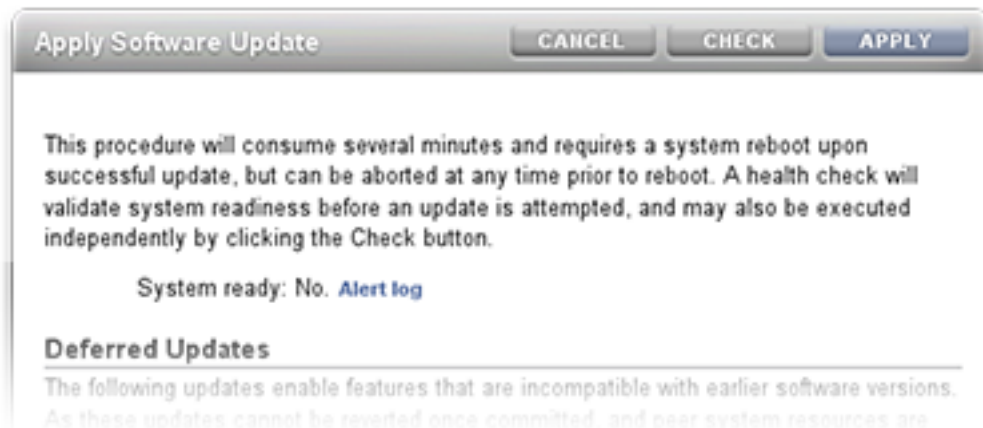 Apply Software Update
CANCEL
CHECK
APPLY
This procedure will consume several minutes and requires a system reboot upon
successful update, but can be aborted at any time prior to reboot. A health check will
validate system readiness before an update is attempted, and may also be executed
independently by clicking the Check button.
System ready: No. Alert log
Deferred Updates
The following updates enable features that are incompatible with earlier software versions.
As these updates cannot be reverted once committed, and peer system resources are